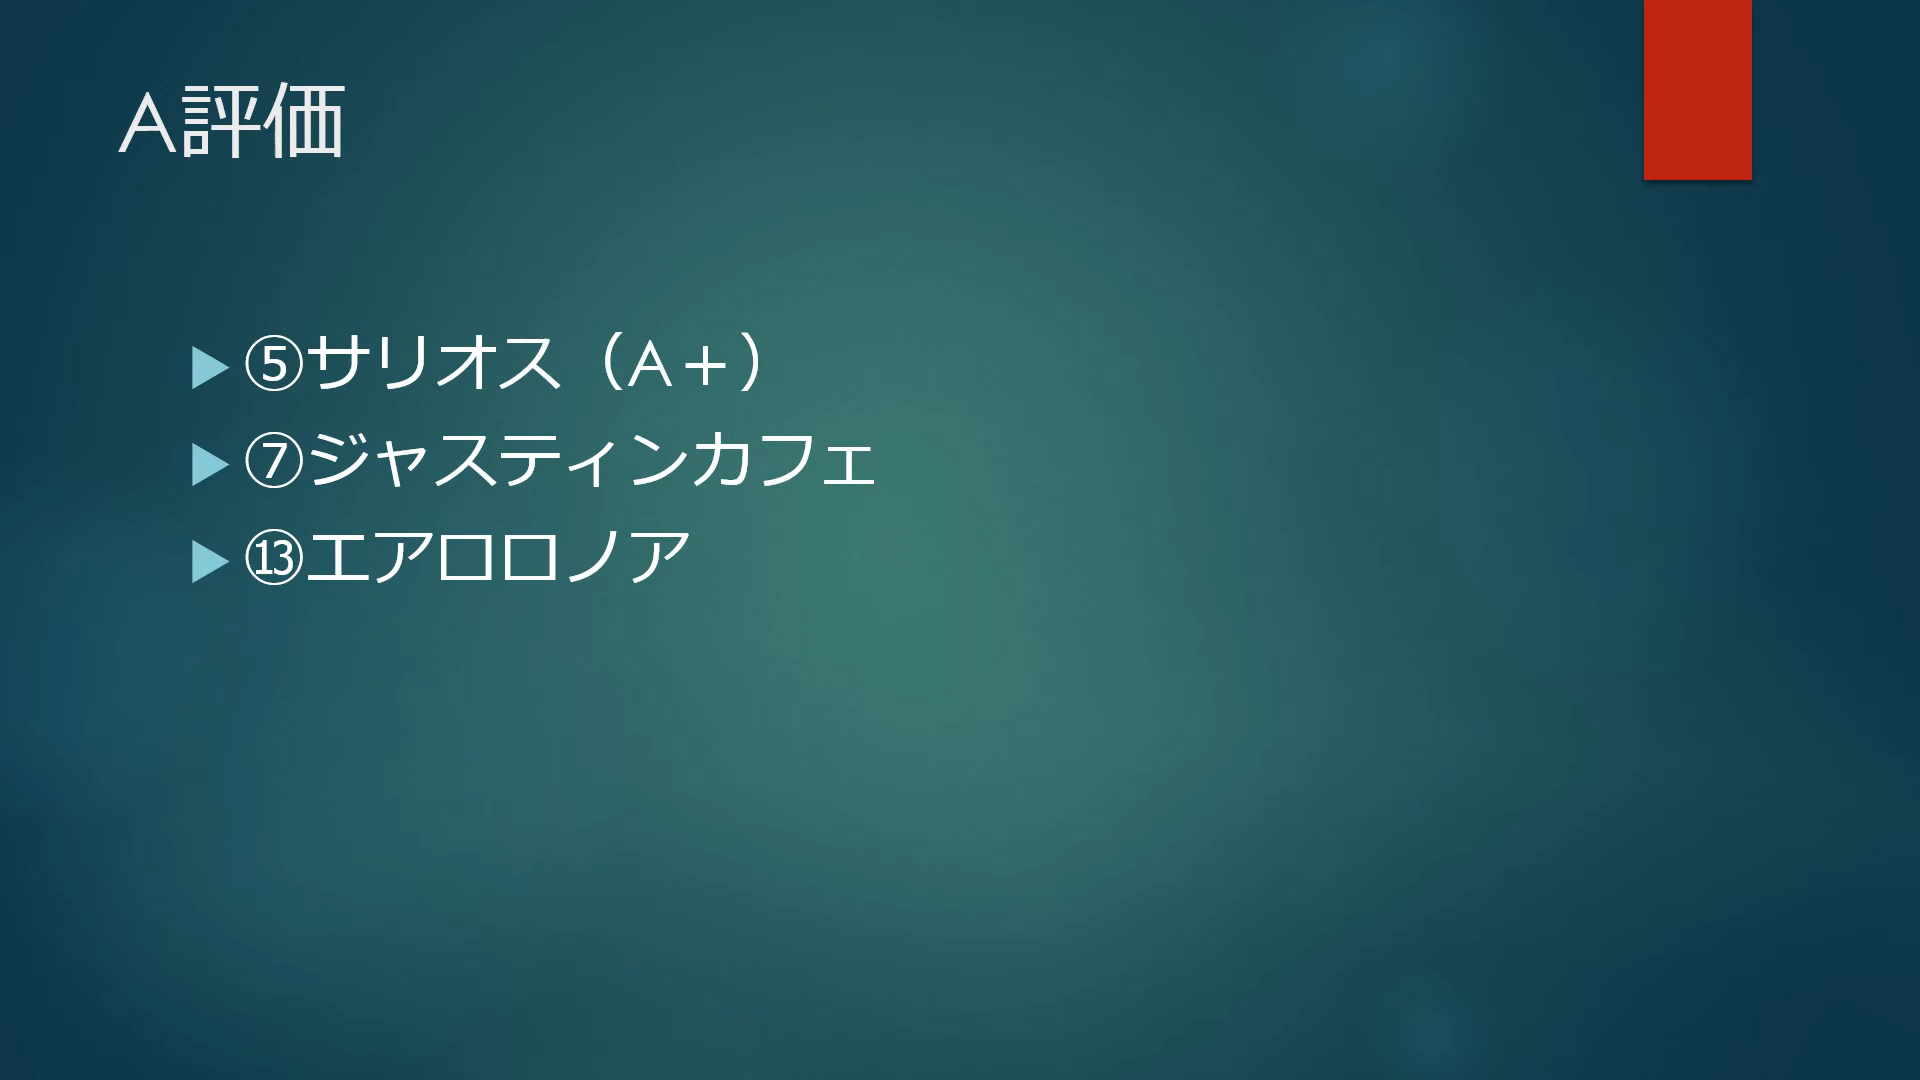 A評価
⑤サリオス（A＋）
⑦ジャスティンカフェ
⑬エアロロノア